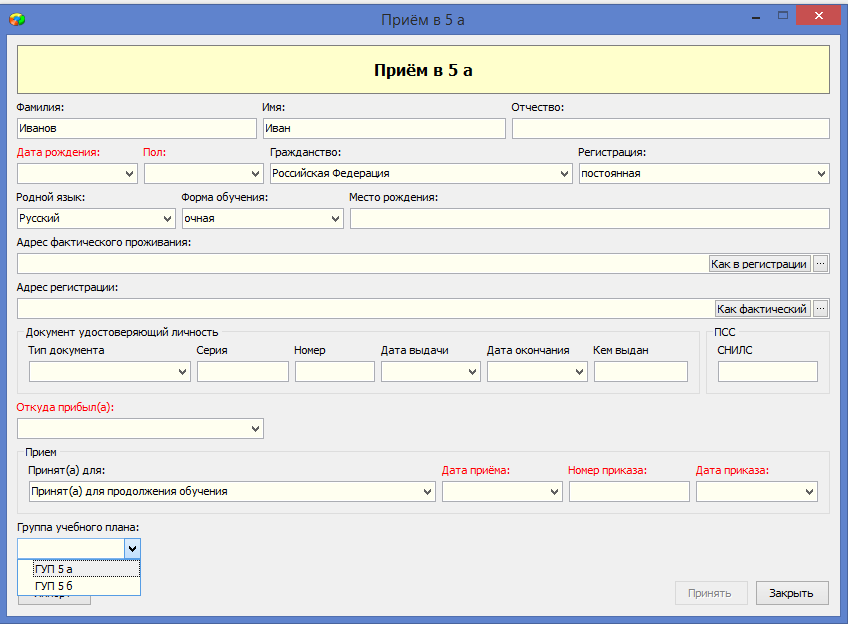 Приём в 5 а
Приём в 5 а
Фамилия: Имя: Отчество:
Иванов Иван
Дата рождения: Пол: Гражданство: Регистрация:
Российская Федерация постоянная
Родной язык: Форма обучения: Место рождения:
Русский очная
Адрес фактического проживания:
Как в регистрации ...
Адрес регистрации:
Как фактический ...
Документ удостоверяющий личность ПСС
Тип документа Серия Номер Дата выдачи Дата окончания Кем выдан СНИЛС
Откуда прибыл(а):
Прием
Принят(а) для: Дата приёма: Номер приказа: Дата приказа:
Принят(а) для продолжения обучения
Группа учебного плана:
ГУП 5 а
ГУП 5 б
Принять Закрыть